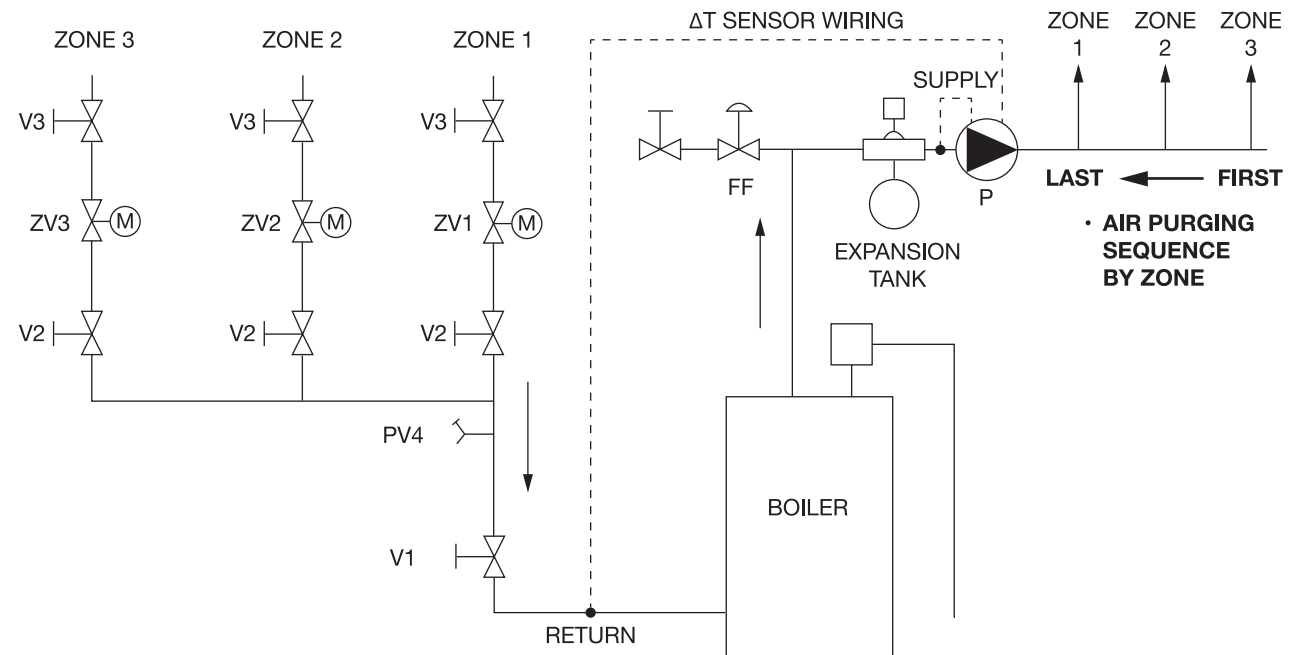 ΔT SENSOR WIRING
ZONE 3
ZONE 2
ZONE 1
ZONE
1
ZONE
2
ZONE
3
SUPPLY
V3
V3
V3
FF
P
LAST
FIRST
EXPANSION
TANK
• AIR PURGING
SEQUENCE
BY ZONE
ZV3
M
ZV2
M
ZV1
M
V2
V2
V2
PV4
BOILER
V1
RETURN